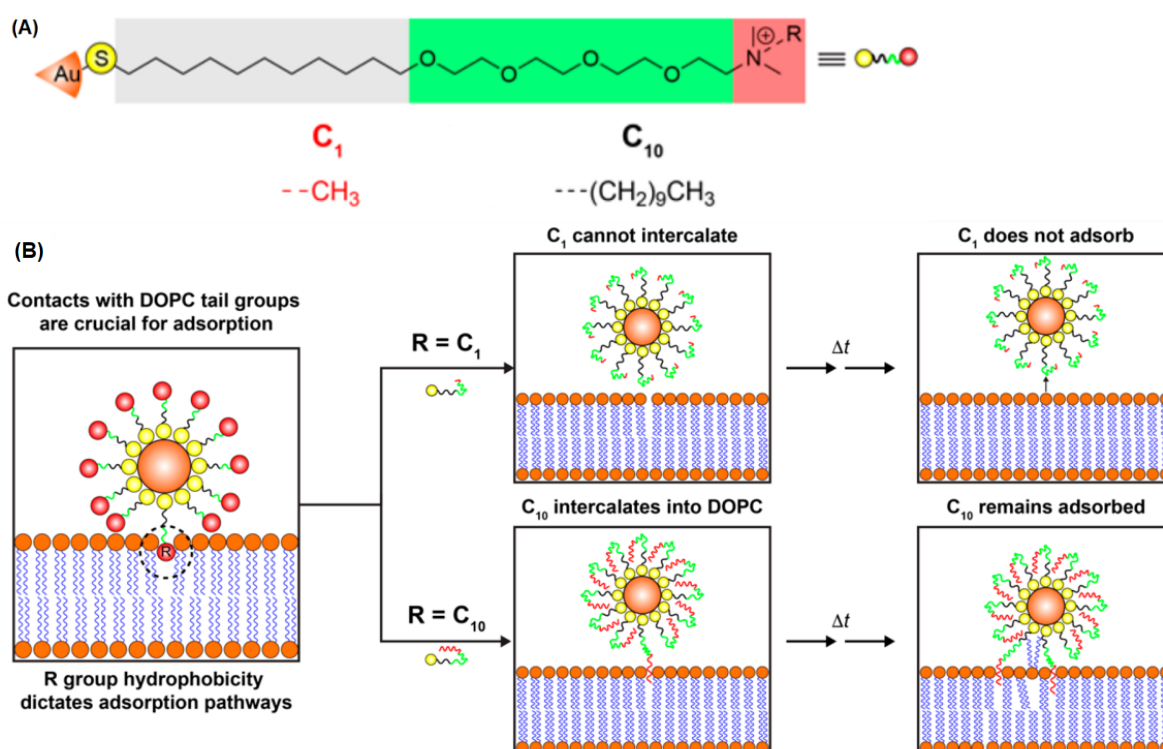 (A)
Au
S
O
O
O
O
N
+
R
C1
C10
--CH3
---(CH2)9CH3
(B)
Contacts with DOPC tail groups
are crucial for adsorption
R
R group hydrophobicity
dictates adsorption pathways
R = C1
C1 cannot intercalate
Δt
C1 does not adsorb
R = C10
C10 intercalates into DOPC
Δt
C10 remains adsorbed